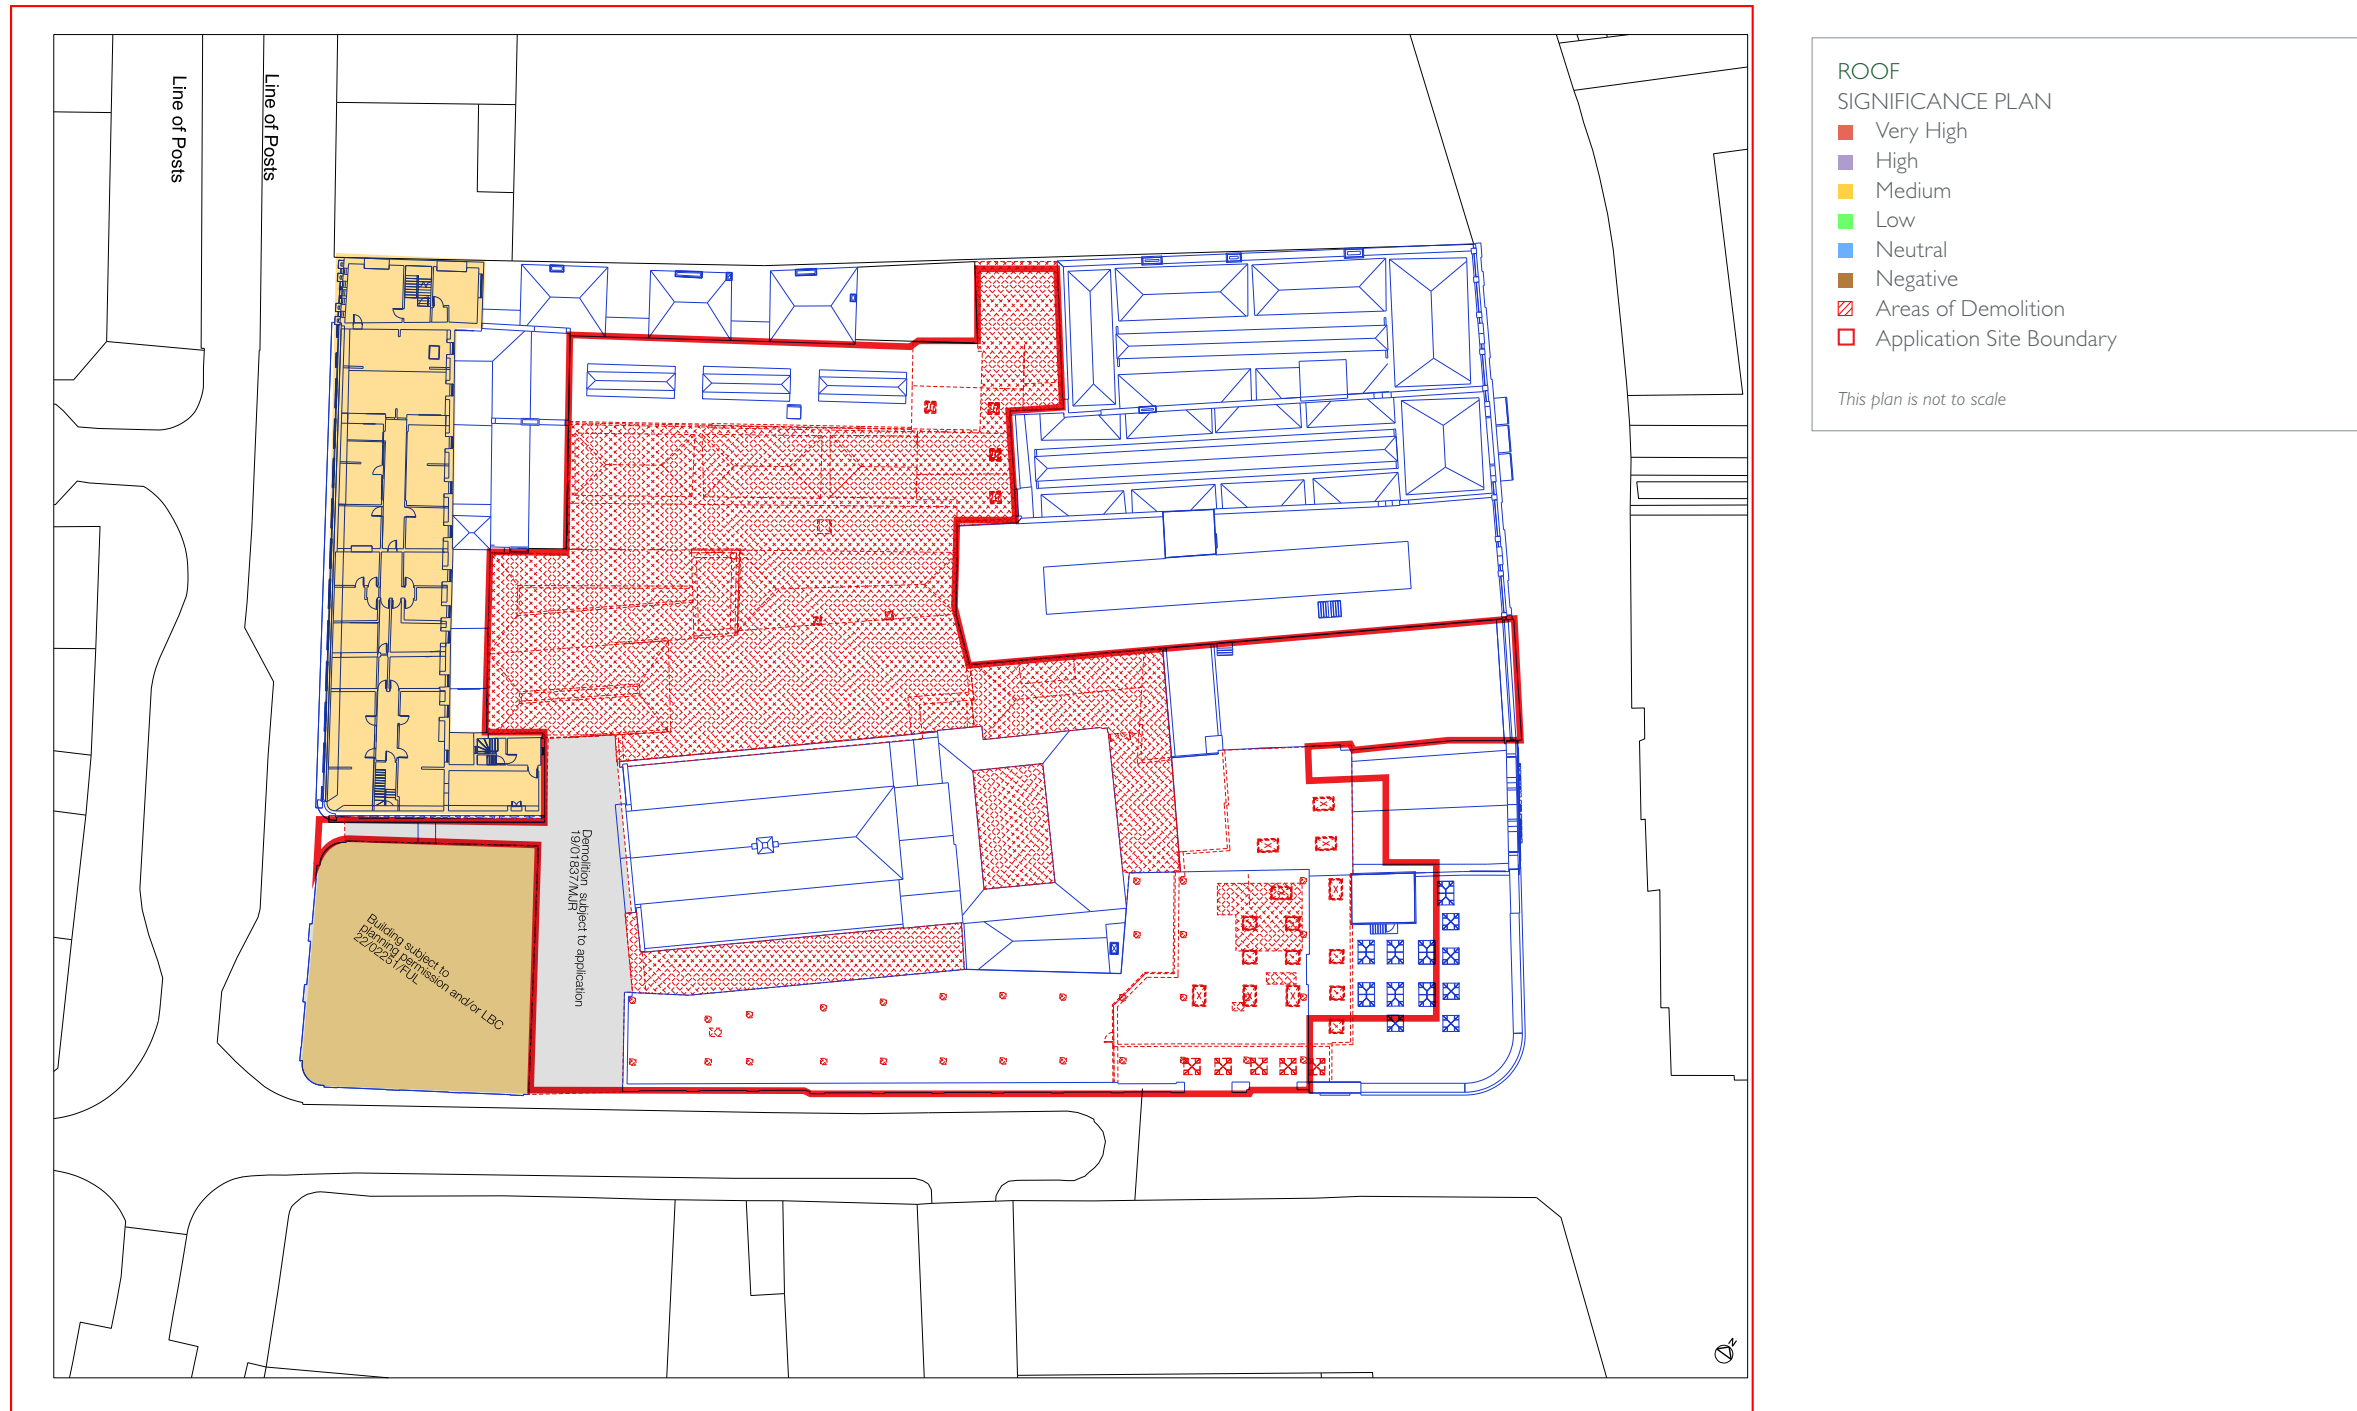 Line of Posts
Line of Posts
Demolition subject to application
19/01837/MJR
Building subject to
planning permission and/or LBC
22/02251/FUL
N
ROOF
SIGNIFICANCE PLAN
Very High
High
Medium
Low
Neutral
Negative
Areas of Demolition
Application Site Boundary
This plan is not to scale